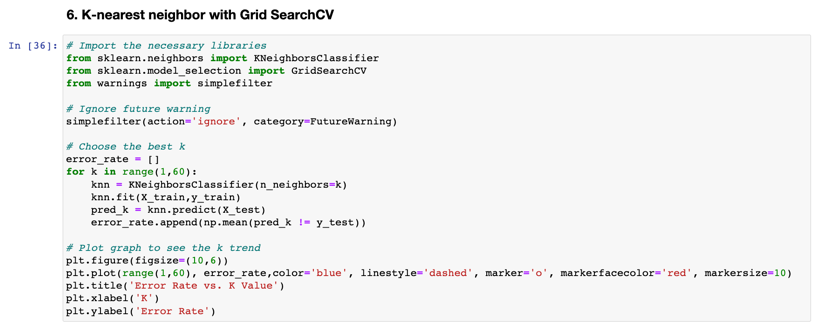 6. K-nearest neighbor with Grid SearchCV
In [36]: # Import the necessary libraries
from sklearn.neighbors import KNeighborsClassifier
from sklearn.model_selection import GridSearchCV
from warnings import simplefilter
# Ignore future warning
simplefilter(action='ignore', category=FutureWarning)
# Choose the best k
error_rate = []
for k in range(1,60):
    knn = KNeighborsClassifier(n_neighbors=k)
    knn.fit(X_train,y_train)
    pred_k = knn.predict(X_test)
    error_rate.append(np.mean(pred_k != y_test))
# Plot graph to see the k trend
plt.figure(figsize=(10,6))
plt.plot(range(1,60), error_rate,color='blue', linestyle='dashed', marker='o', markerfacecolor='red', markersize=10)
plt.title('Error Rate vs. K Value')
plt.xlabel('K')
plt.ylabel('Error Rate')